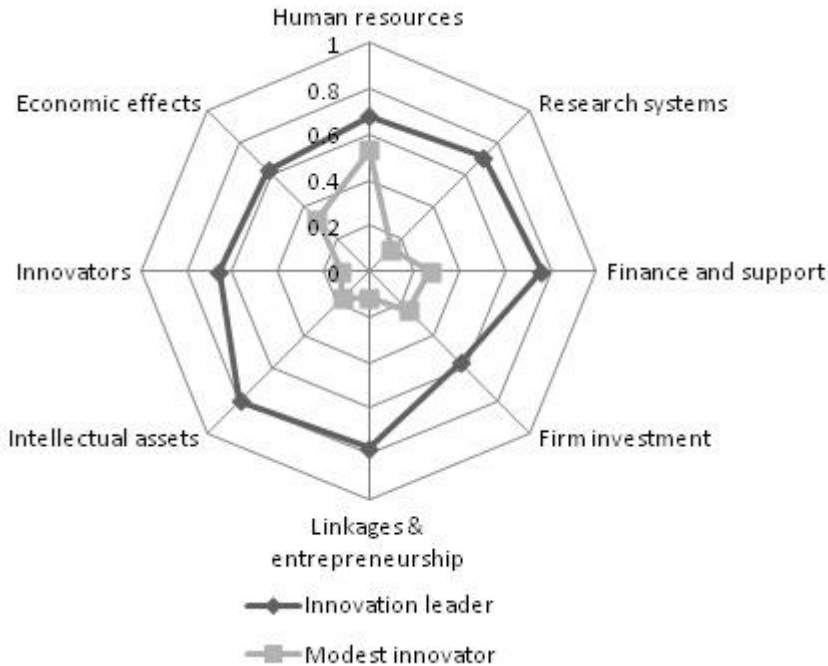 Human resources
1
0.8
0.6
0.4
0.2
0
Economic effects
Research systems
Innovators
Finance and support
Intellectual assets
Firm investment
Linkages &
entrepreneurship
Innovation leader
Modest innovator